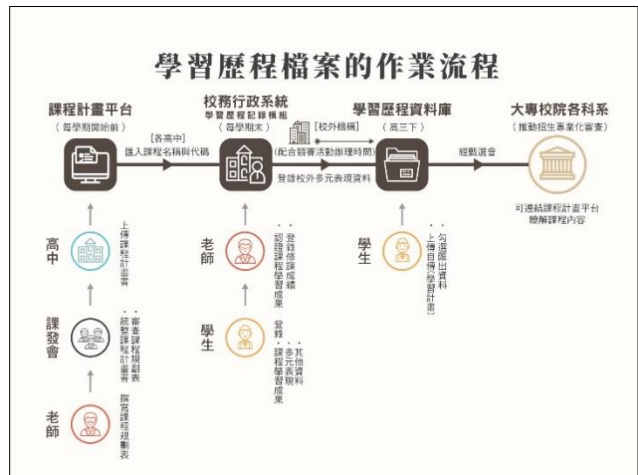 學習歷程檔案的作業流程
課程計畫平台
（每學期開始前）
[各高中]
匯入課程名稱與代碼
校務行政系統
學習歷程記錄模組
（每學期末）
[校外機構]
(配合競賽活動辦理時間)
登錄校外多元表現資料
學習歷程資料庫
（高三下）
經甄選會
大專校院各科系
（推動招生專業化審查）
可連結課程計畫平台
瞭解課程內容
高中
上傳課程計畫書
課發會
・審查課程規劃表
・統整課程計畫書
老師
撰寫課程規劃表
老師
・登錄修課成績
・認證課程學習成果
學生
登錄
・其他資料
・多元表現
・課程學習成果
學生
・勾選匯出資料
・上傳自傳(學習計畫)